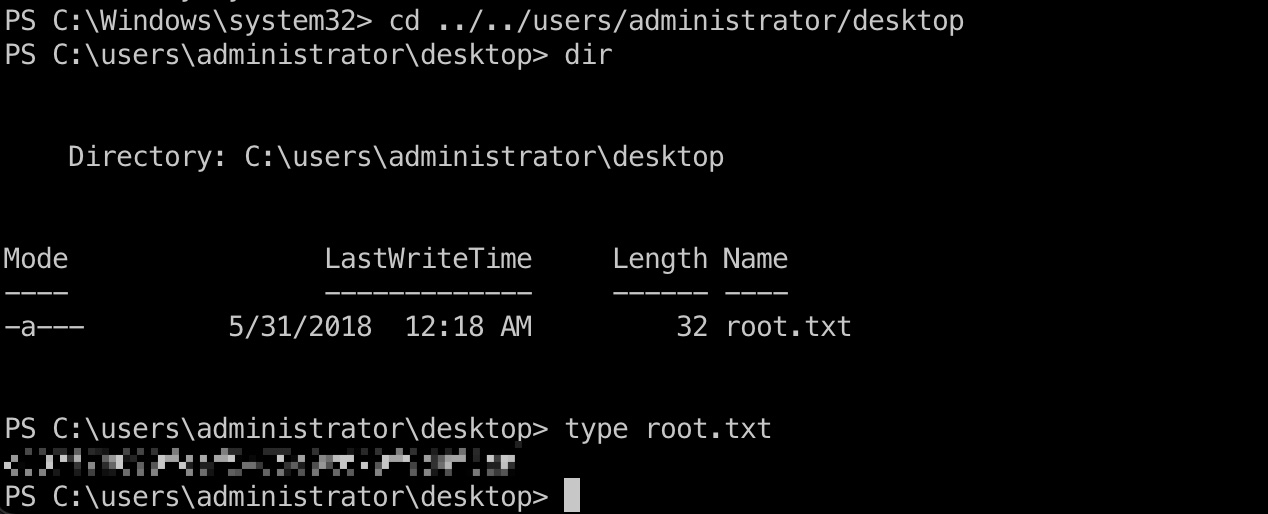 PS C:\Windows\system32> cd ../../users/administrator/desktop
PS C:\users\administrator\desktop> dir
Directory: C:\users\administrator\desktop
Mode LastWriteTime Length Name
---- ------------- ------ ----
-a--- 5/31/2018 12:18 AM 32 root.txt
PS C:\users\administrator\desktop> type root.txt
PS C:\users\administrator\desktop>